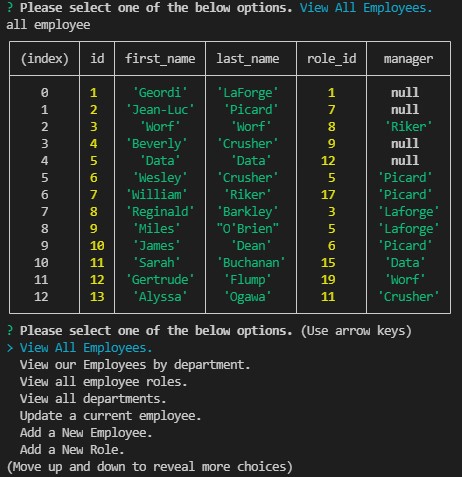 ? Please select one of the below options. View All Employees.
all employee
(index) id first_name last_name role_id manager
0 1 'Geordi' 'LaForge' 1 null
1 2 'Jean-Luc' 'Picard' 7 null
2 3 'Worf' 'Worf' 8 'Riker'
3 4 'Beverly' 'Crusher' 9 null
4 5 'Data' 'Data' 12 null
5 6 'Wesley' 'Crusher' 5 'Picard'
6 7 'William' 'Riker' 17 'Picard'
7 8 'Reginald' 'Barkley' 3 'Laforge'
8 9 'Miles' "O'Brien" 5 'Laforge'
9 10 'James' 'Dean' 6 'Picard'
10 11 'Sarah' 'Buchanan' 15 'Data'
11 12 'Gertrude' 'Flump' 19 'Worf'
12 13 'Alyssa' 'Ogawa' 11 'Crusher'
? Please select one of the below options. (Use arrow keys)
> View All Employees.
View our Employees by department.
View all employee roles.
View all departments.
Update a current employee.
Add a New Employee.
Add a New Role.
(Move up and down to reveal more choices)